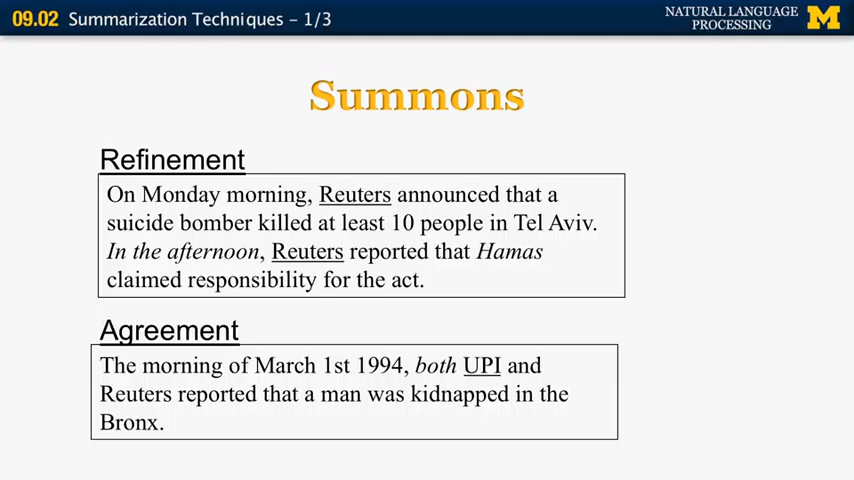 09.02 Summarization Techniques – 1/3
NATURAL LANGUAGE
PROCESSING
M
Summons
Refinement
On Monday morning, Reuters announced that a
suicide bomber killed at least 10 people in Tel Aviv.
In the afternoon, Reuters reported that Hamas
claimed responsibility for the act.
Agreement
The morning of March 1st 1994, both UPI and
Reuters reported that a man was kidnapped in the
Bronx.